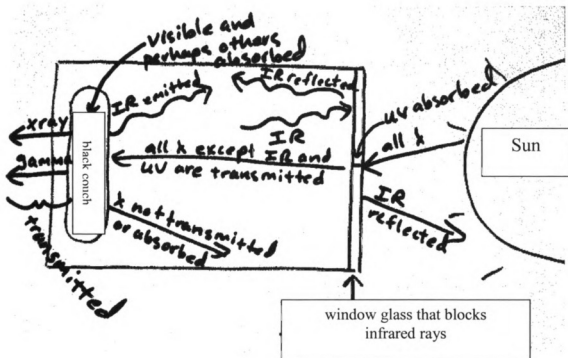 visible and
perhaps others
absorbed
IR emitted
IR reflected
uv absorbed
xray
gamma
transmitted
black couch
IR
all λ except
IR and
uv are transmitted
all λ
Sun
λ not transmitted
or absorbed
IR
reflected
window glass that blocks
infrared rays